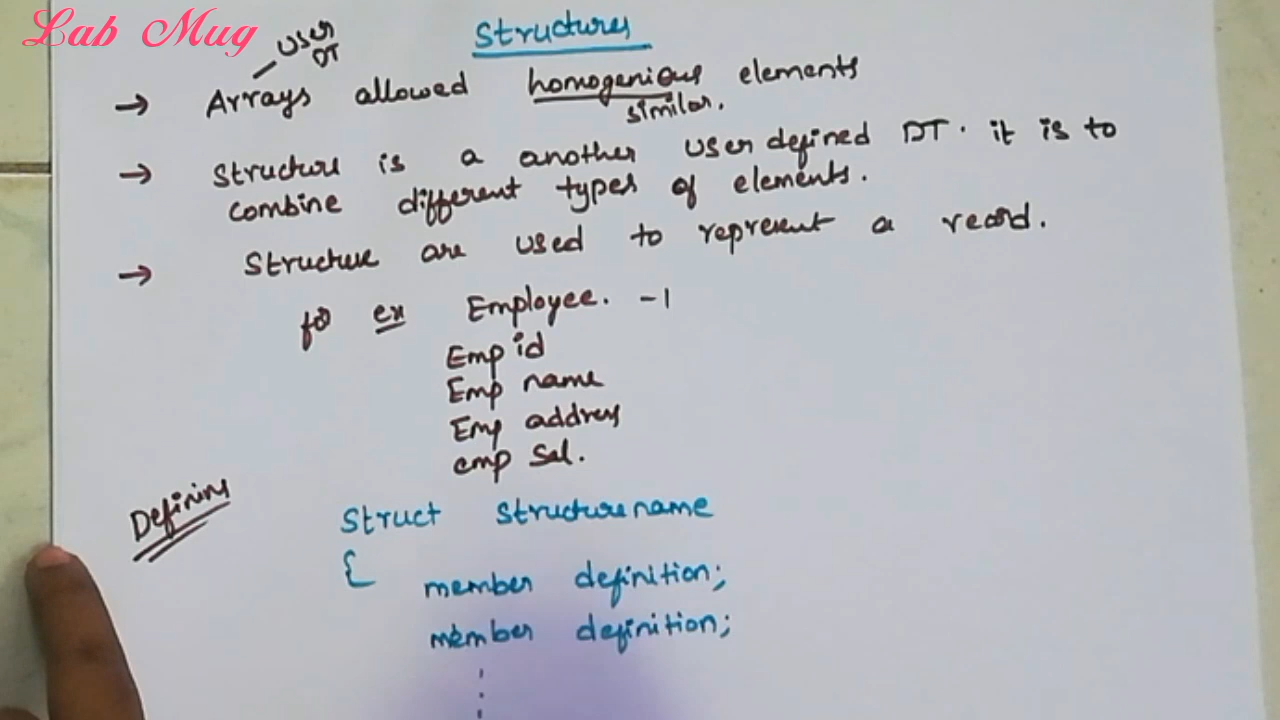 Lab Mug
Structures
User
DT
→ Arrays allowed homogenious elements
similar.
→ Structure is a another user defined DT. it is to
combine different types of elements.
→ Structure are used to represent a record.
for ex Employee. -1
Emp id
Emp name
Emp address
emp sal.
Defining
Struct Structurename
{ member definition;
member definition;